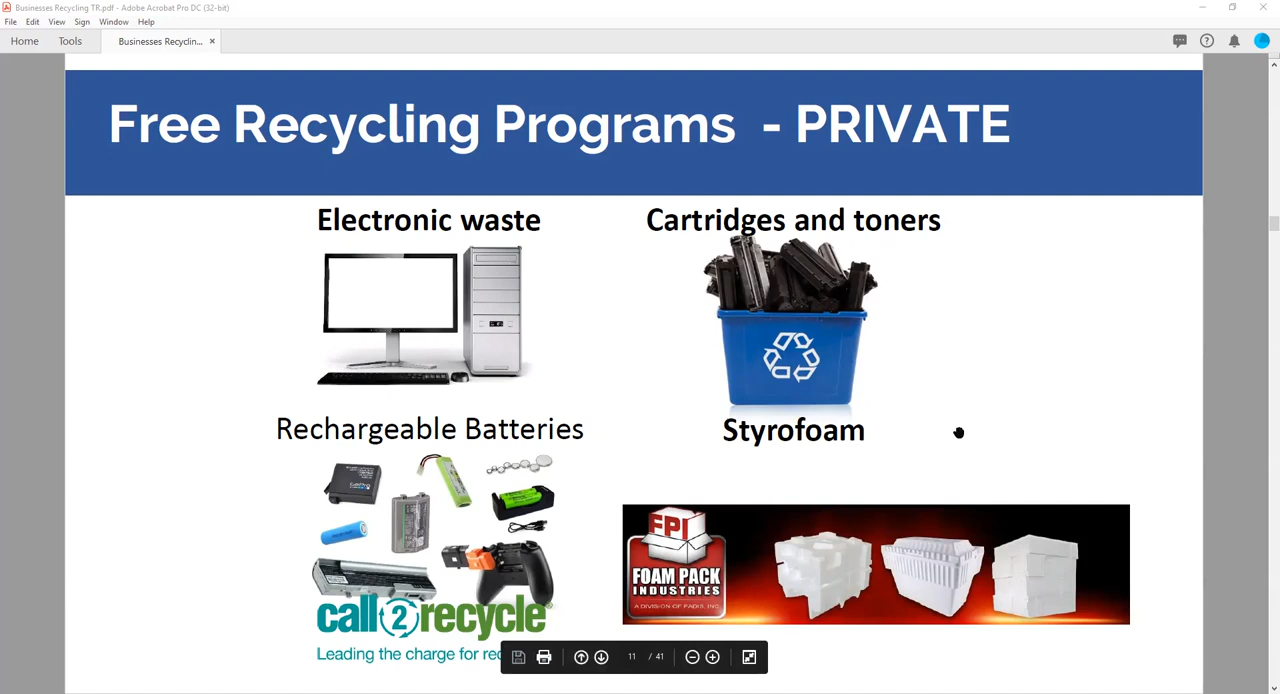 Businesses Recycling TR.pdf - Adobe Acrobat Pro DC (32-bit)
File Edit View Sign Window Help
Home Tools Businesses Recyclin... ×
Free Recycling Programs - PRIVATE
Electronic waste
Cartridges and toners
Rechargeable Batteries
Styrofoam
GoPro
FPI
FOAM PACK
INDUSTRIES
A DIVISION OF FADIS, INC.
call2recycle®
Leading the charge for rec
11 / 41